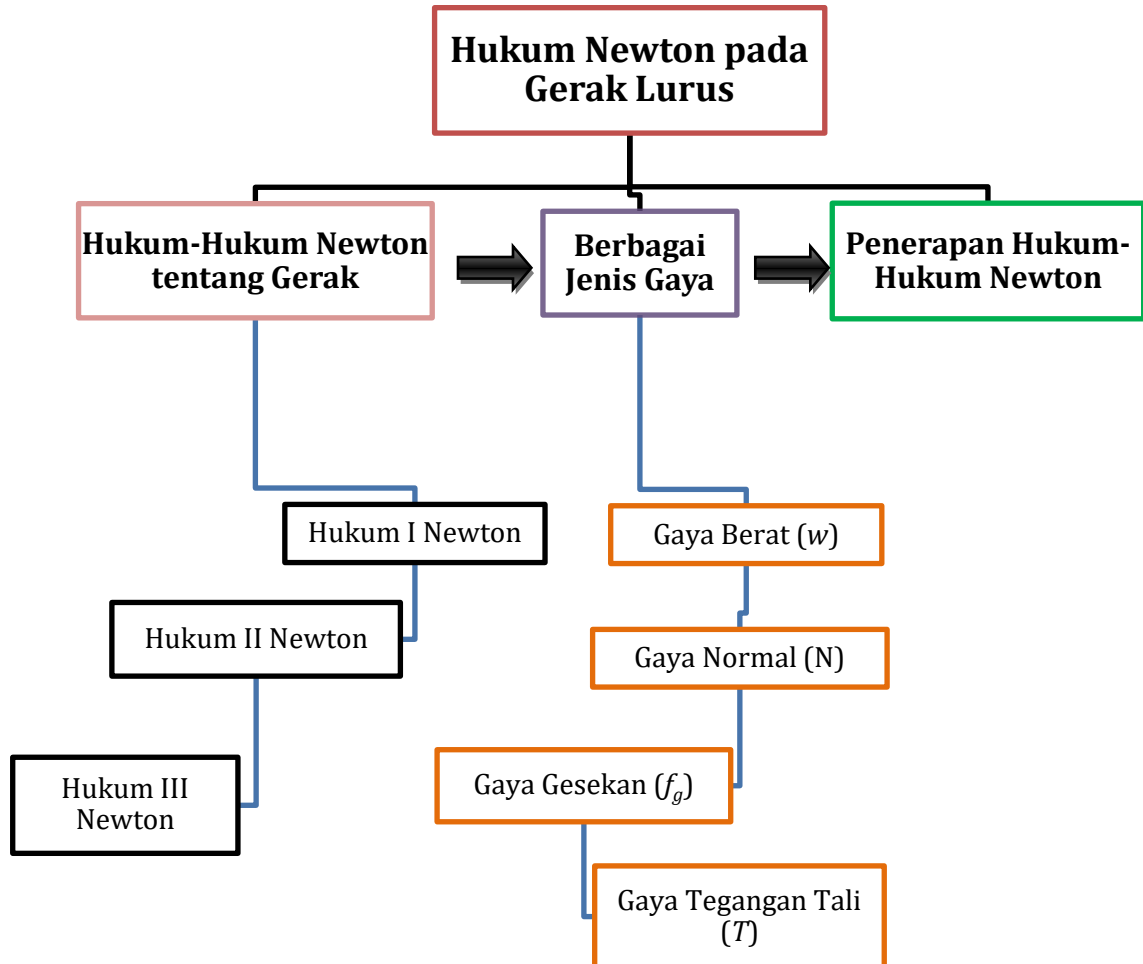 Hukum Newton pada
Gerak Lurus
Hukum-Hukum Newton
tentang Gerak
Berbagai
Jenis Gaya
Penerapan Hukum-
Hukum Newton
Hukum I Newton
Hukum II Newton
Hukum III
Newton
Gaya Berat (w)
Gaya Normal (N)
Gaya Gesekan (f_g)
Gaya Tegangan Tali
(T)